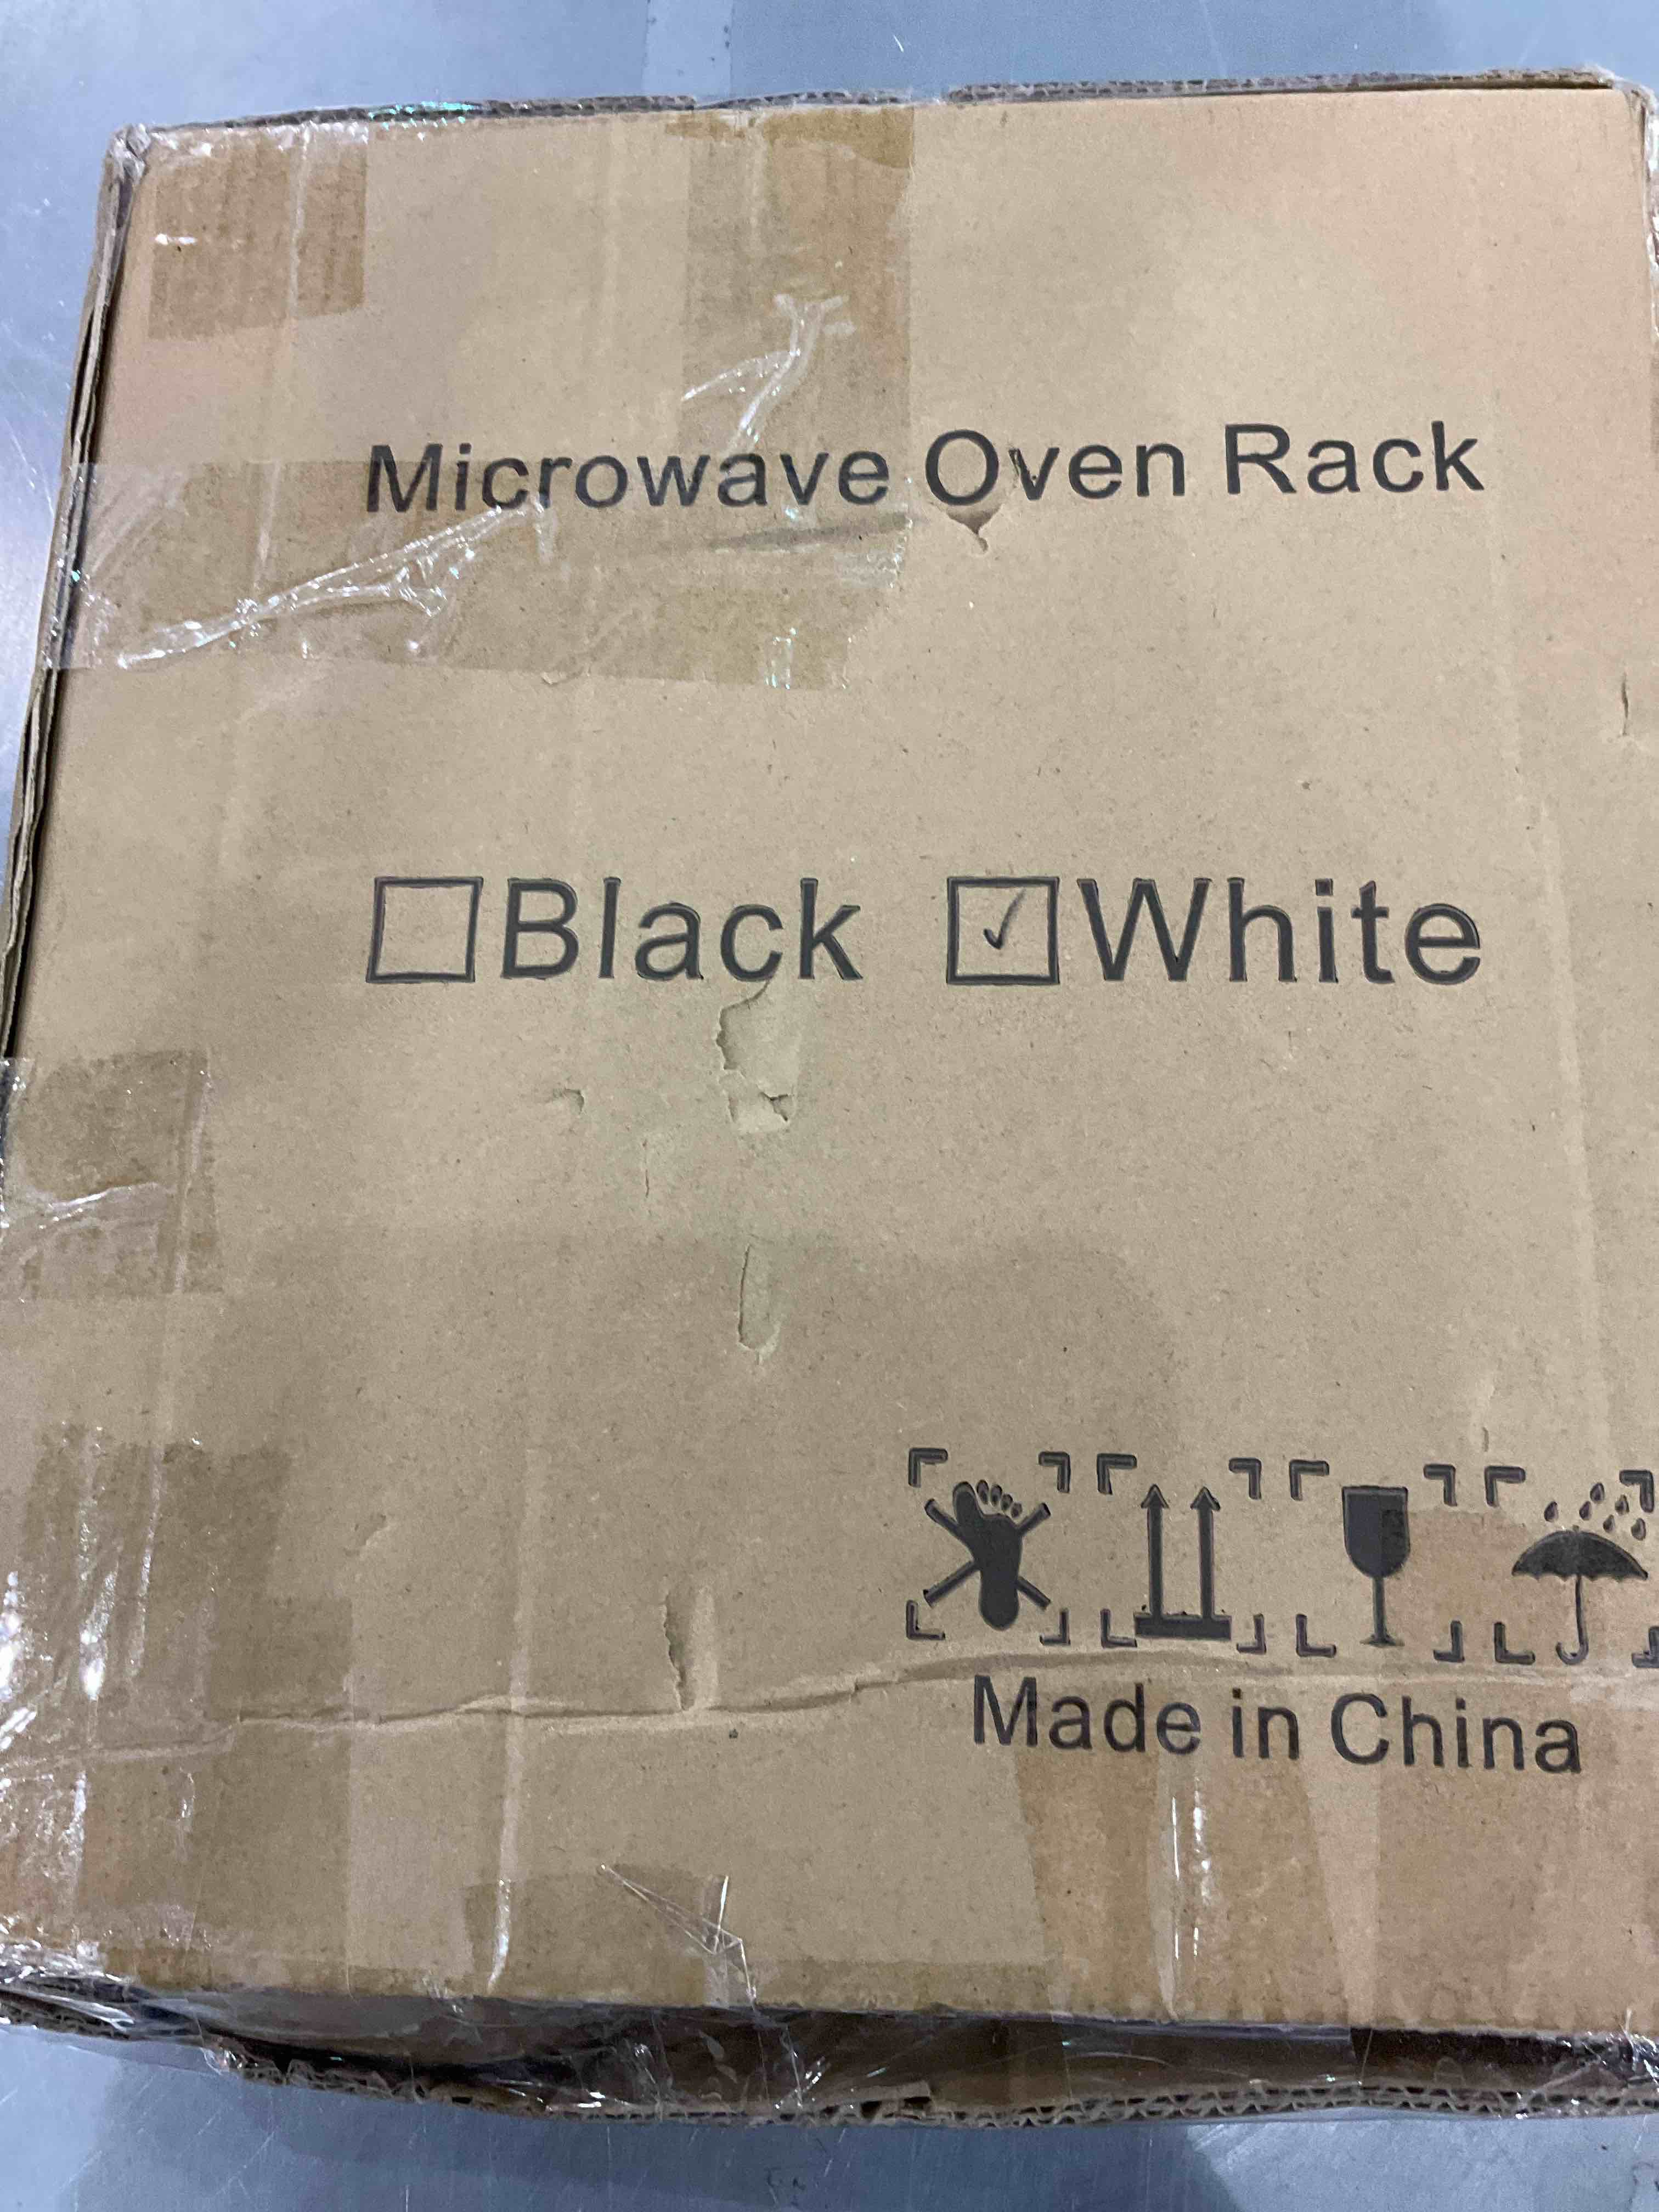 Microwave Oven Rack
Black White
Made in China